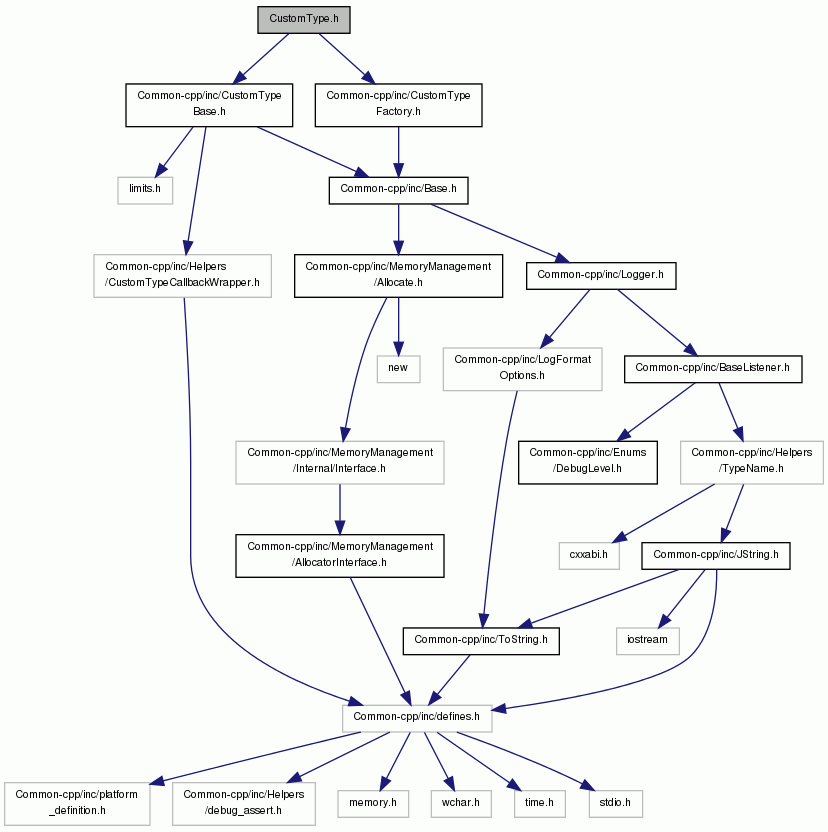 CustomType.h
Common-cpp/inc/CustomType
Base.h
Common-cpp/inc/CustomType
Factory.h
limits.h
Common-cpp/inc/Base.h
Common-cpp/inc/Helpers
/CustomTypeCallbackWrapper.h
Common-cpp/inc/MemoryManagement
/Allocate.h
Common-cpp/inc/Logger.h
new
Common-cpp/inc/LogFormat
Options.h
Common-cpp/inc/BaseListener.h
Common-cpp/inc/MemoryManagement
/Internal/Interface.h
Common-cpp/inc/Enums
/DebugLevel.h
Common-cpp/inc/Helpers
/TypeName.h
Common-cpp/inc/MemoryManagement
/AllocatorInterface.h
cxxabi.h
Common-cpp/inc/JString.h
Common-cpp/inc/ToString.h
iostream
Common-cpp/inc/defines.h
Common-cpp/inc/platform
_definition.h
Common-cpp/inc/Helpers
/debug_assert.h
memory.h
wchar.h
time.h
stdio.h